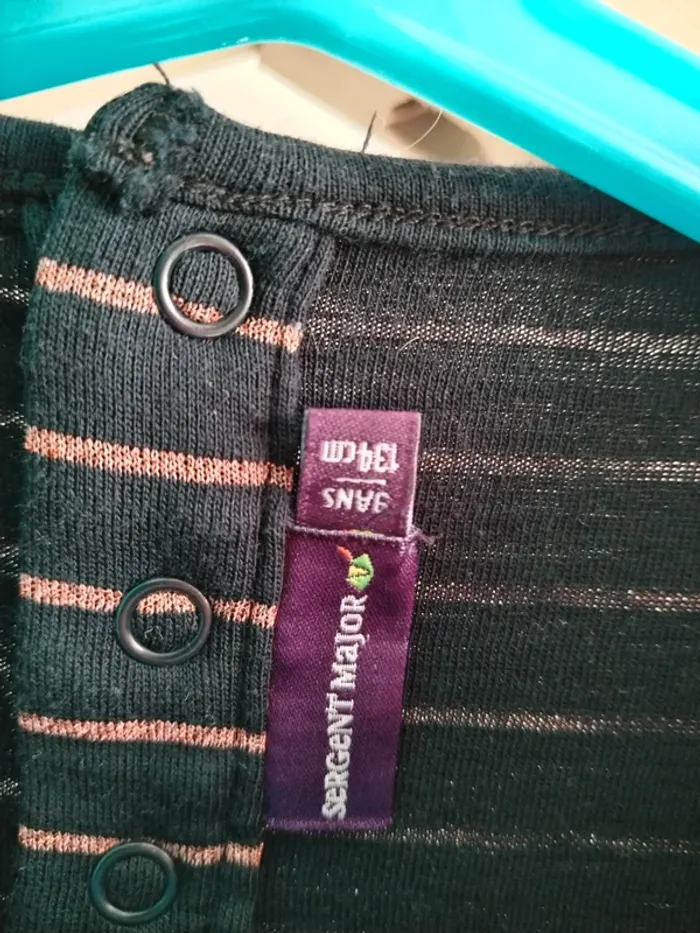 SERGENT MAJOR
9ANS
134cm